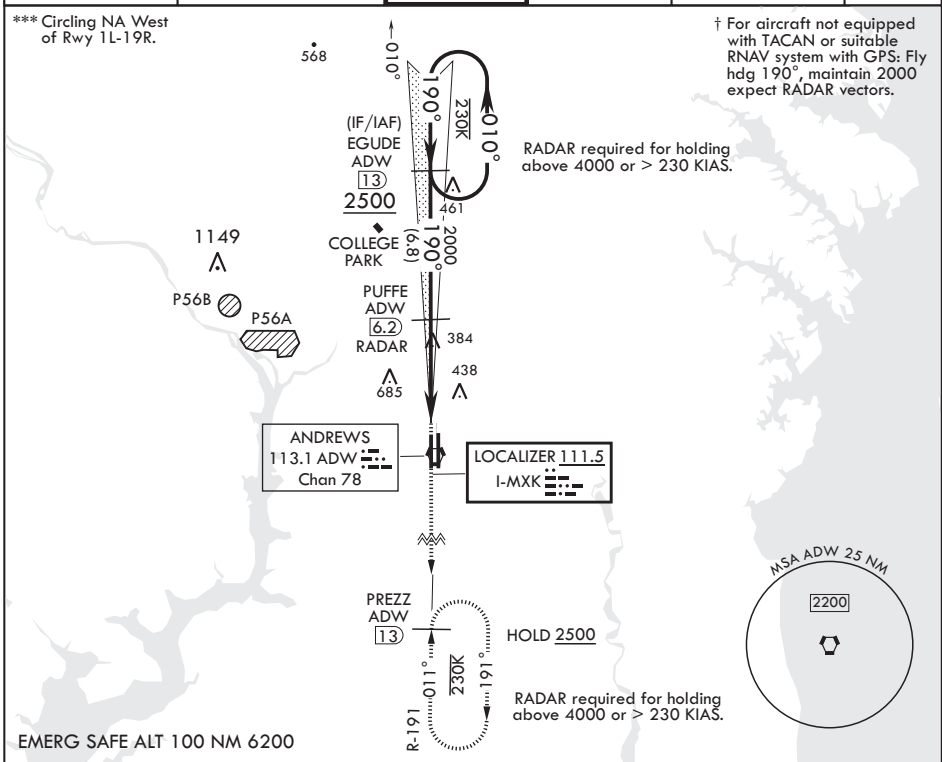 *** Circling NA West
of Rwy 1L-19R.
568
010°
† For aircraft not equipped
with TACAN or suitable
RNAV system with GPS: Fly
hdg 190°, maintain 2000
expect RADAR vectors.
190°
230K
010°
(IF/IAF)
EGUDE
ADW
13
2500
RADAR required for holding
above 4000 or > 230 KIAS.
461
COLLEGE
PARK
(6.8)
190°
2000
1149
P56B
P56A
PUFFE
ADW
6.2
RADAR
384
685
438
ANDREWS
113.1 ADW
Chan 78
LOCALIZER 111.5
I-MXK
MSA ADW 25 NM
2200
PREZZ
ADW
13
HOLD 2500
011°
230K
191°
R-191
RADAR required for holding
above 4000 or > 230 KIAS.
EMERG SAFE ALT 100 NM 6200